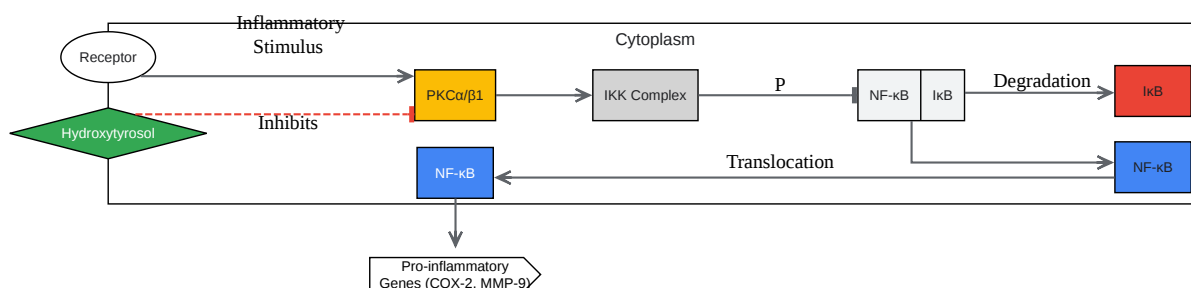 Inflammatory
Stimulus
Cytoplasm
Receptor
PKCα/β1
IKK Complex
P
NF-κB
IκB
Degradation
IκB
Hydroxytyrosol
Inhibits
NF-κB
Translocation
NF-κB
Pro-inflammatory
Genes (COX-2, MMP-9)